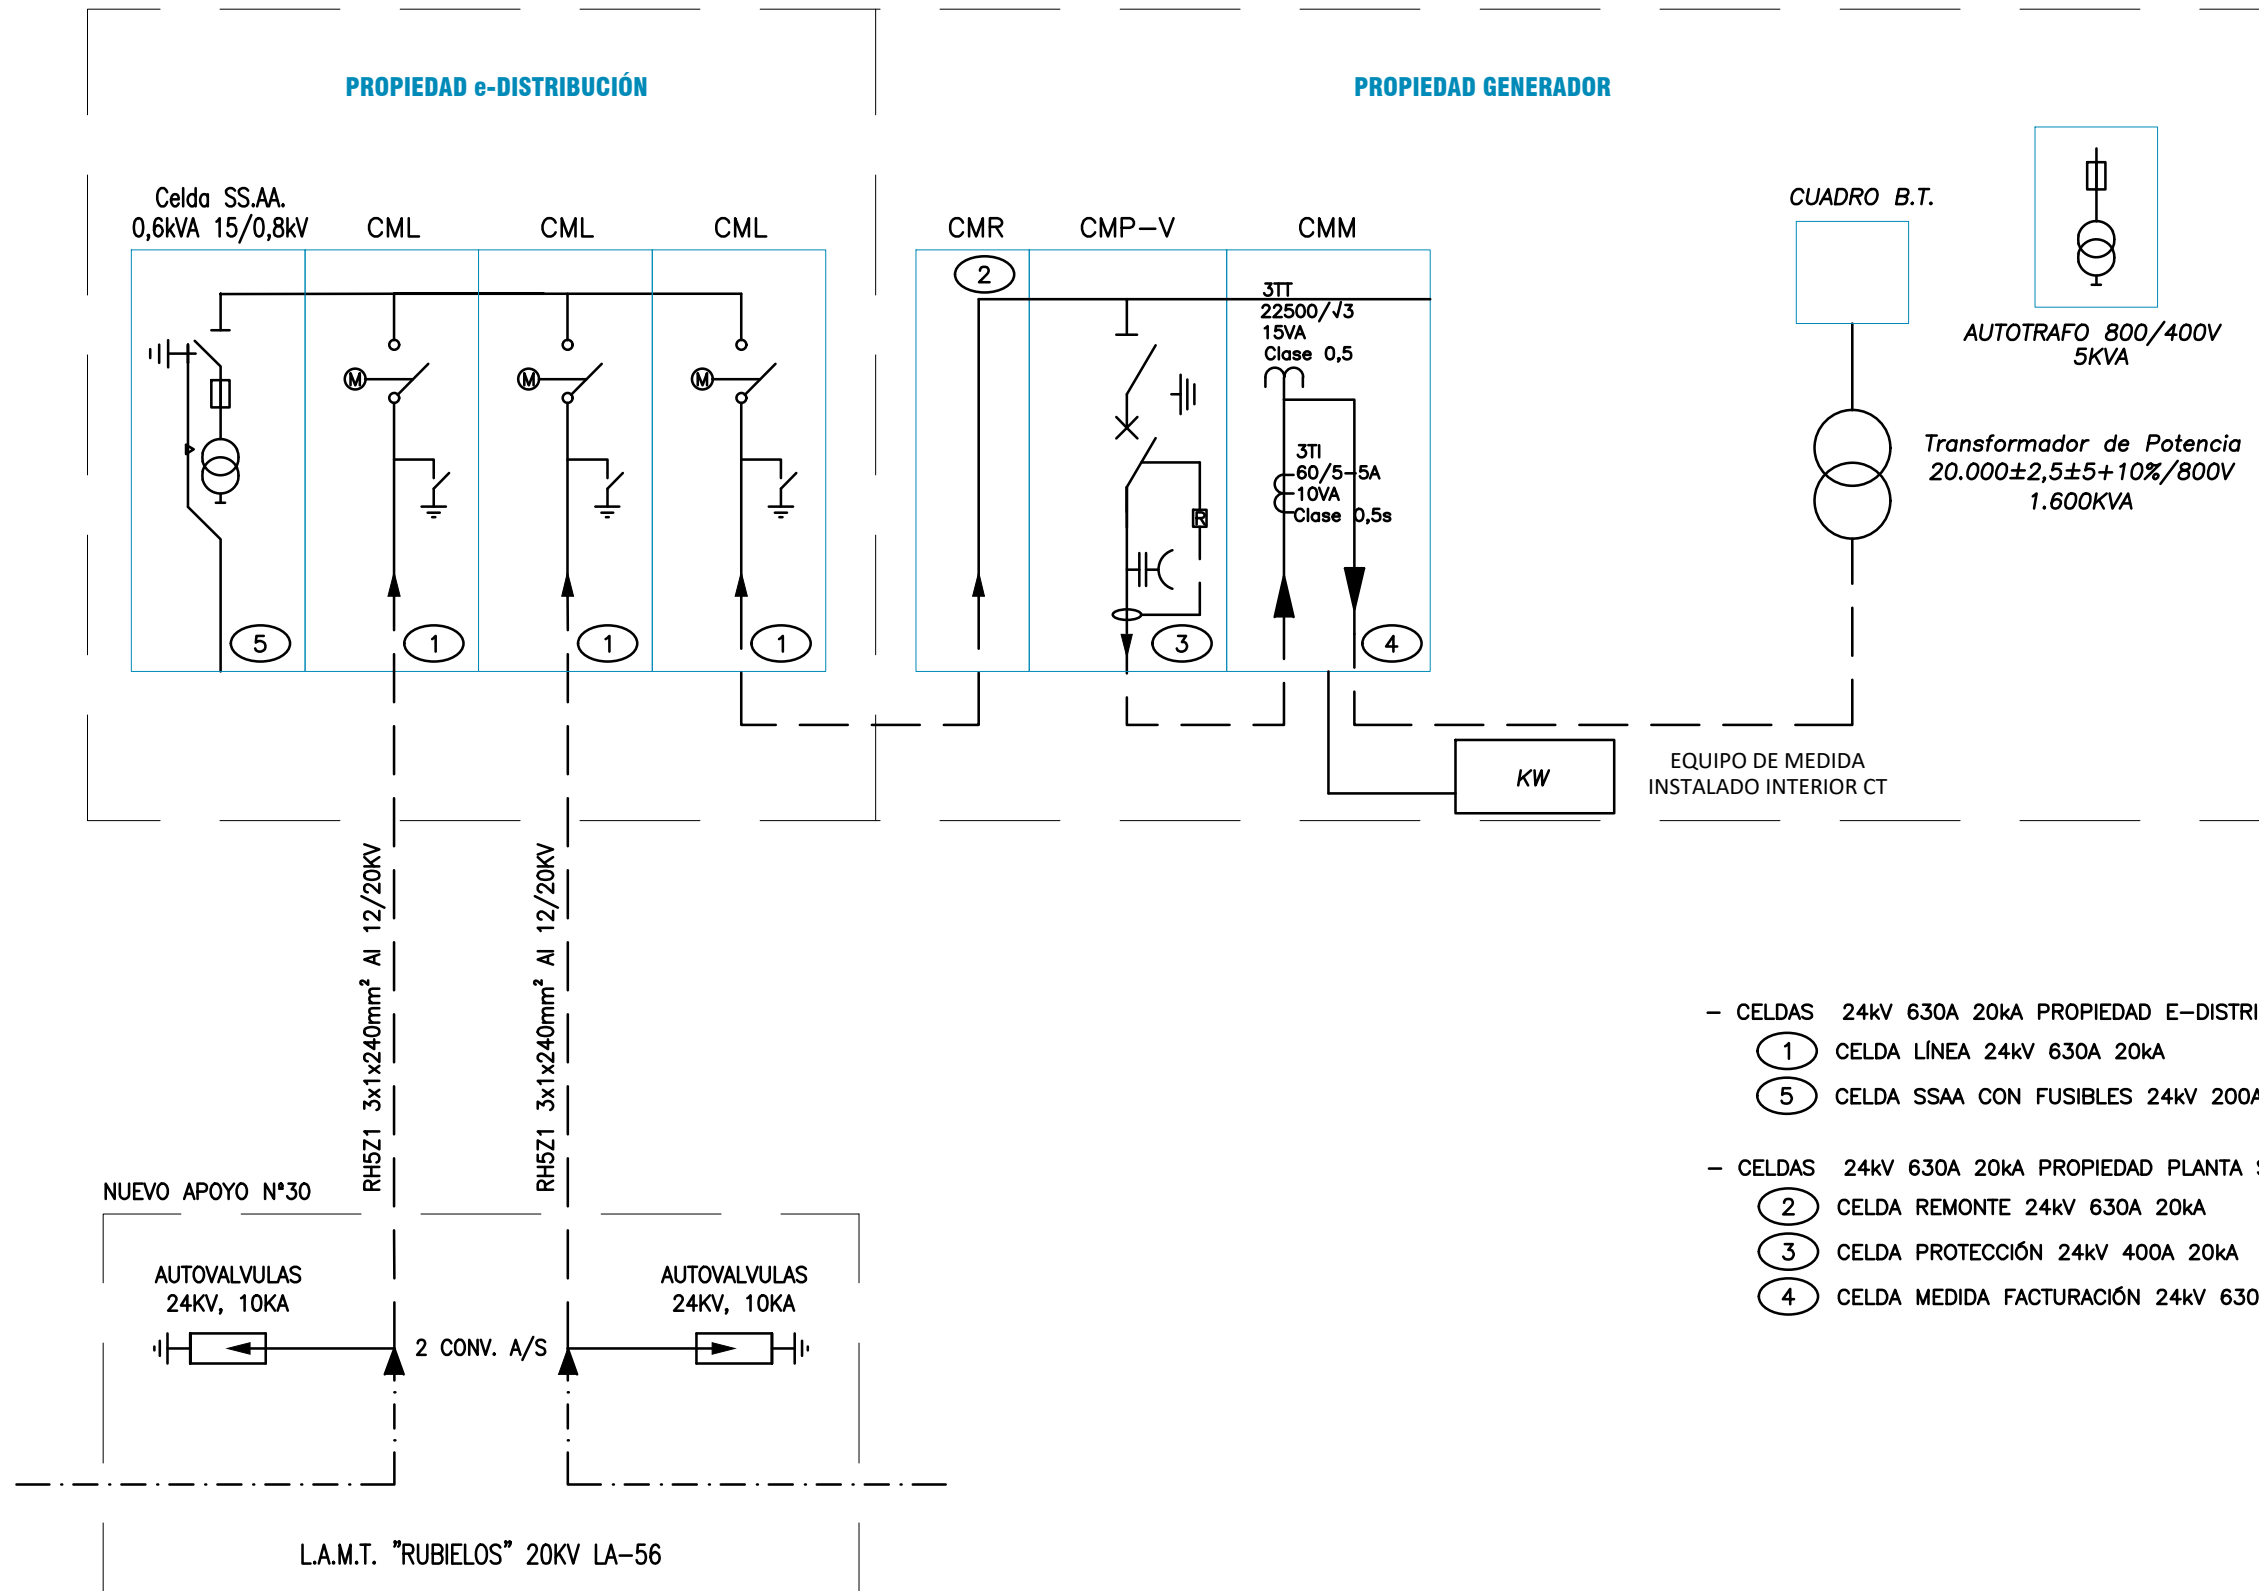 PROPIEDAD e-DISTRIBUCIÓN
PROPIEDAD GENERADOR
Celda SS.AA.
0,6kVA 15/0,8kV
CML
CML
CML
CMR
CMP-V
CMM
CUADRO B.T.
2
3TT
22500/√3
15VA
Clase 0,5
AUTOTRAFO 800/400V
5KVA
M
M
M
3TI
60/5-5A
10VA
Clase 0,5s
R
Transformador de Potencia
20.000±2,5±5+10%/800V
1.600KVA
5
1
1
1
3
4
KW
EQUIPO DE MEDIDA
INSTALADO INTERIOR CT
RH5Z1 3x1x240mm² Al 12/20KV
RH5Z1 3x1x240mm² Al 12/20KV
- CELDAS 24kV 630A 20kA PROPIEDAD E-DISTRI
1 CELDA LÍNEA 24kV 630A 20kA
5 CELDA SSAA CON FUSIBLES 24kV 200A
- CELDAS 24kV 630A 20kA PROPIEDAD PLANTA S
2 CELDA REMONTE 24kV 630A 20kA
3 CELDA PROTECCIÓN 24kV 400A 20kA
4 CELDA MEDIDA FACTURACIÓN 24kV 630
NUEVO APOYO Nº30
AUTOVALVULAS
24KV, 10KA
AUTOVALVULAS
24KV, 10KA
2 CONV. A/S
L.A.M.T. "RUBIELOS" 20KV LA-56